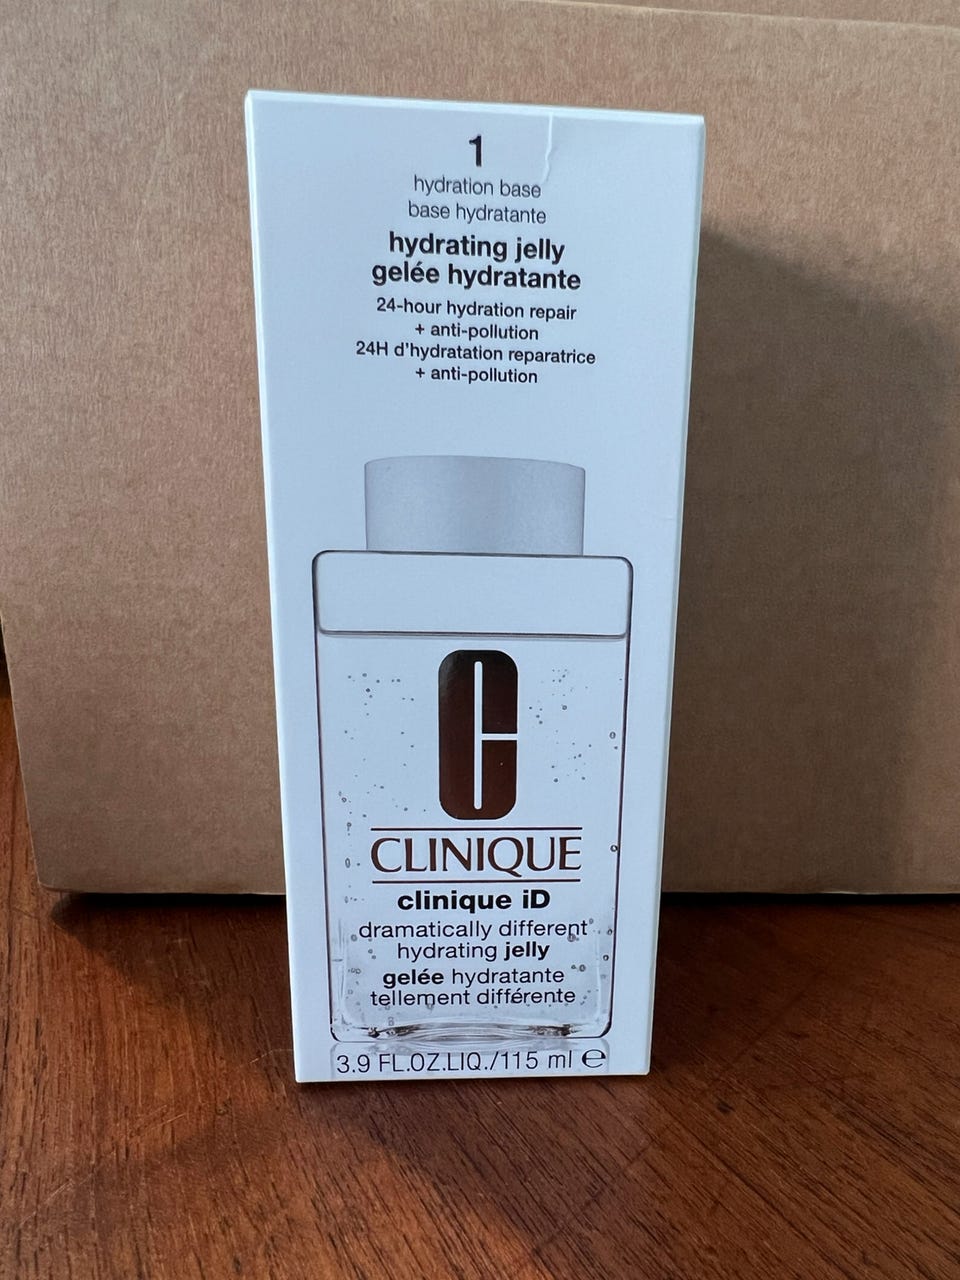 1
hydration base
base hydratante
hydrating jelly
gelée hydratante
24-hour hydration repair
+ anti-pollution
24H d'hydratation reparatrice
+ anti-pollution
C
CLINIQUE
clinique iD
dramatically different
hydrating jelly
gelée hydratante
tellement différente
3.9 FL.OZ.LIQ./115 ml ℮